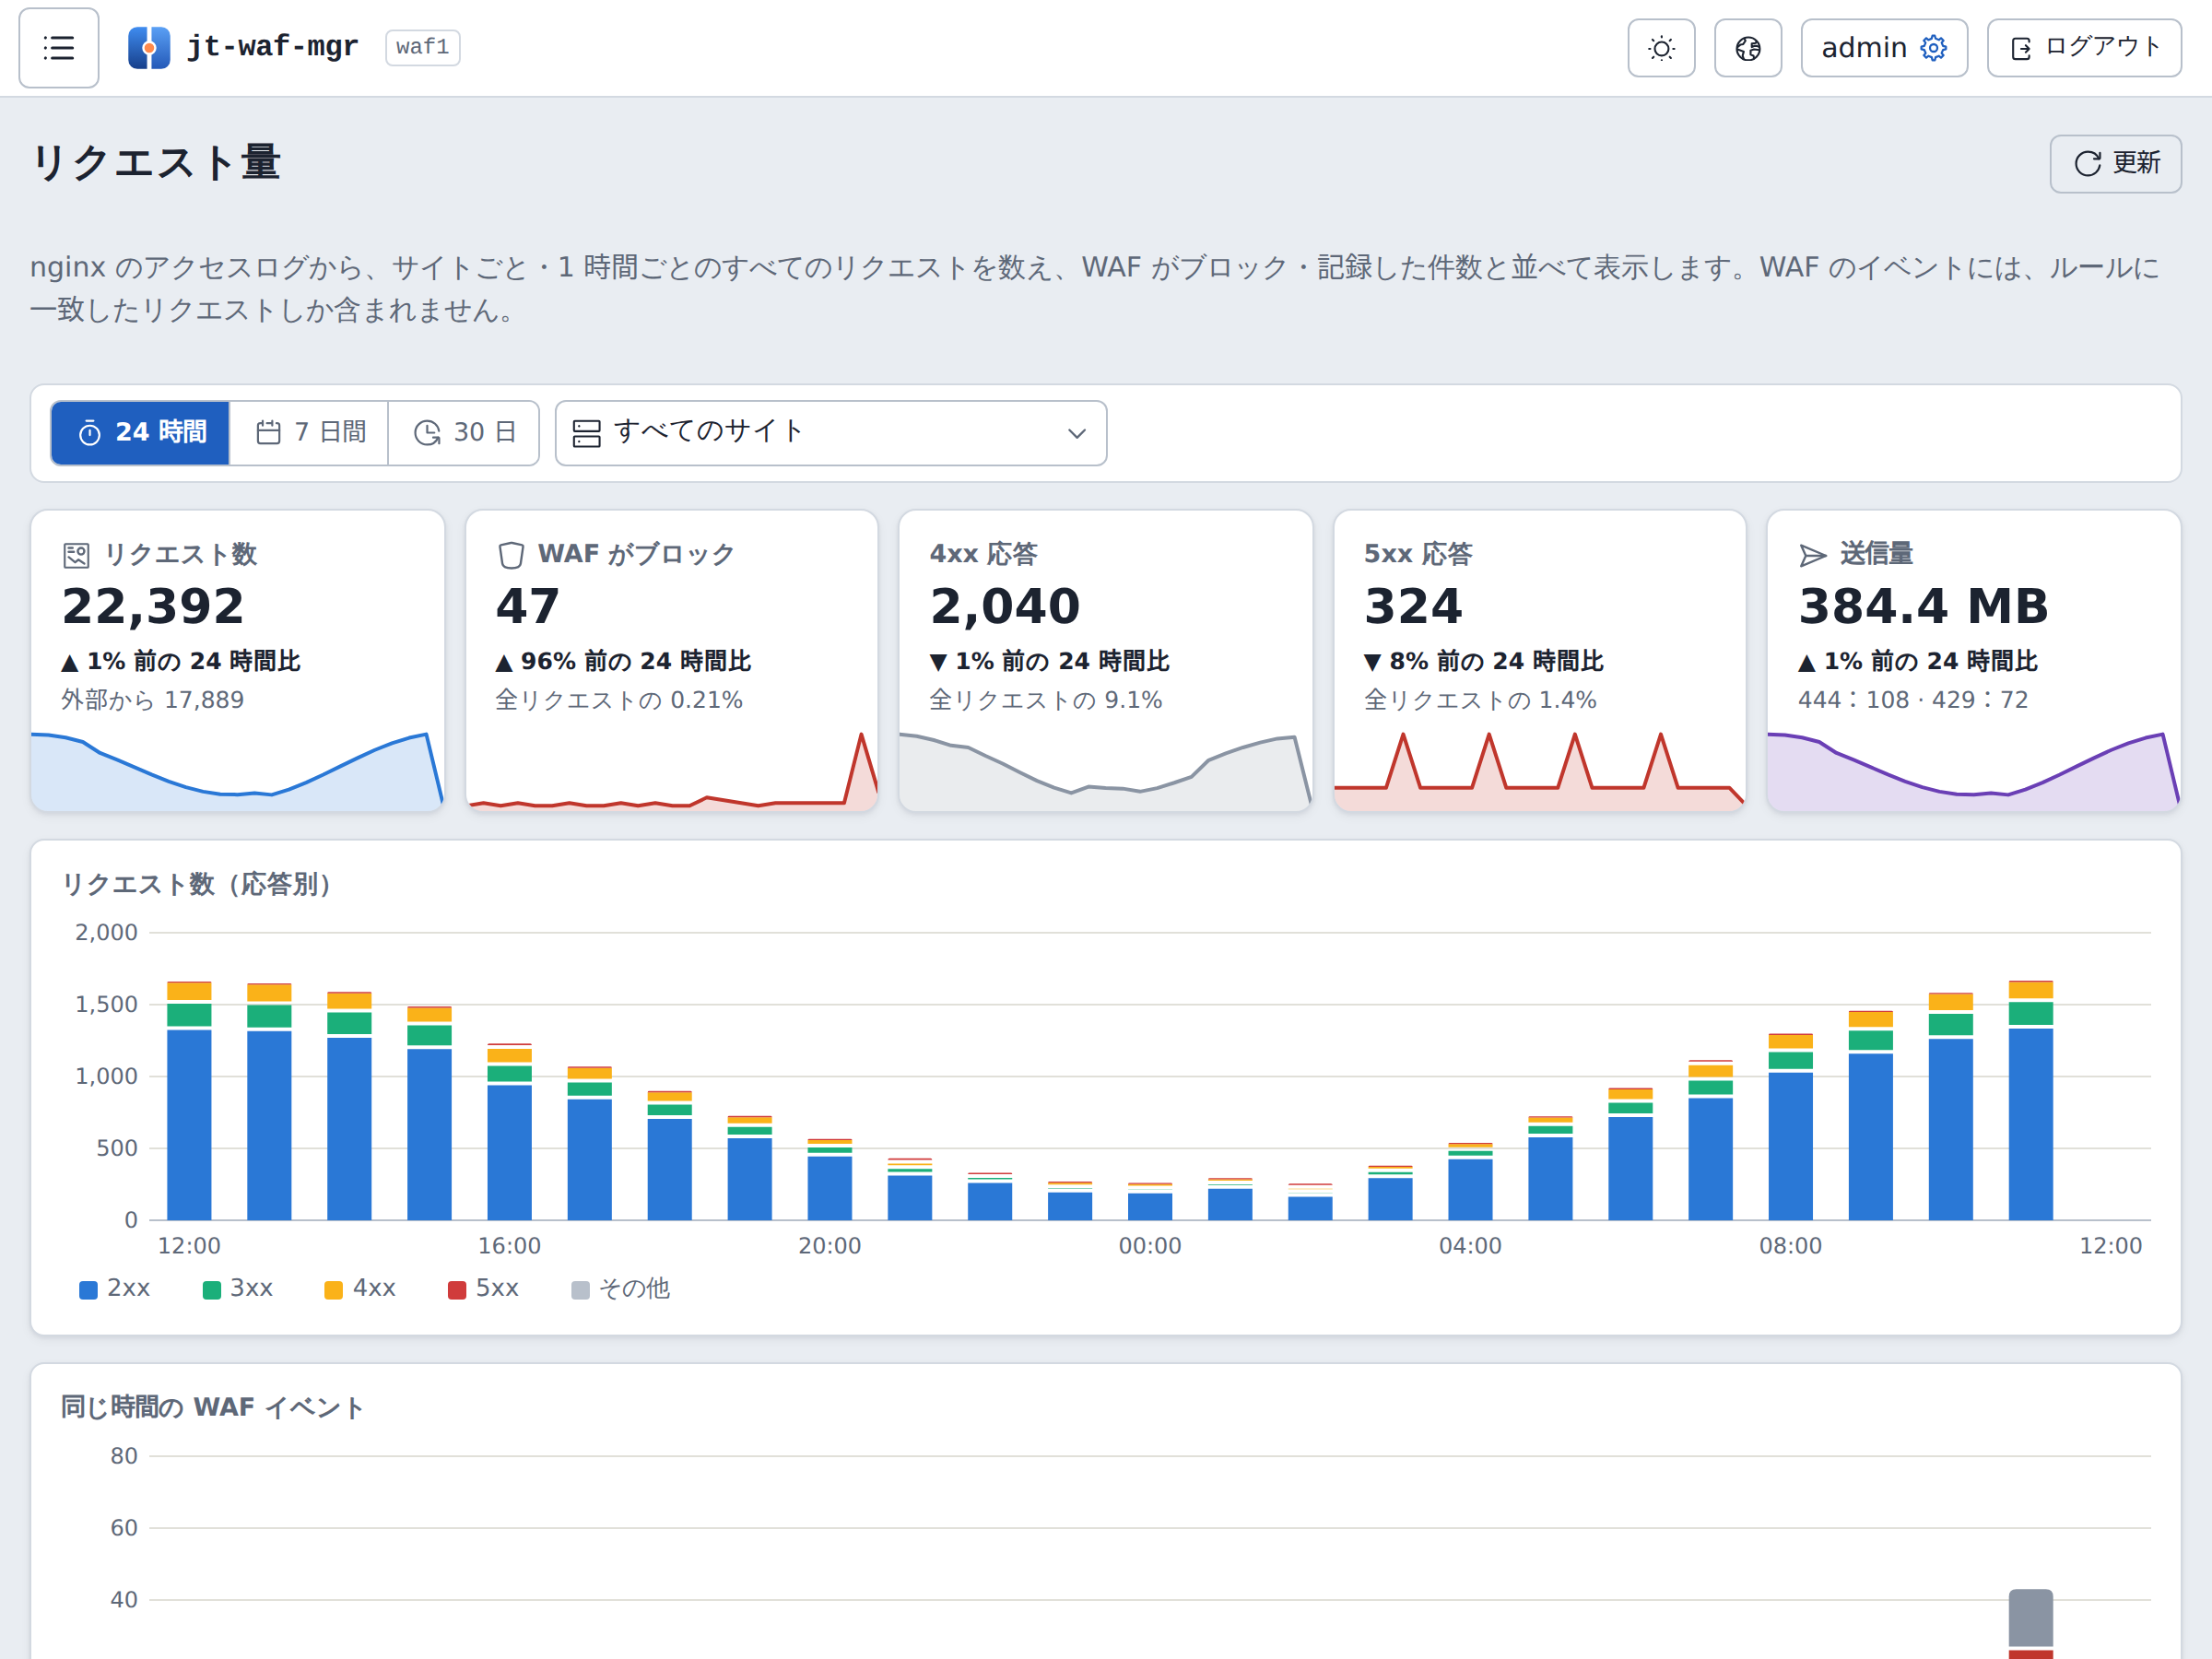 jt-waf-mgr waf1 admin ログアウト
リクエスト量 更新
nginx のアクセスログから、サイトごと・1 時間ごとのすべてのリクエストを数え、WAF がブロック・記録した件数と並べて表示します。WAF のイベントには、ルールに
一致したリクエストしか含まれません。
24 時間 7 日間 30 日 すべてのサイト
リクエスト数 WAF がブロック 4xx 応答 5xx 応答 送信量
22,392 47 2,040 324 384.4 MB
▲ 1% 前の 24 時間比 ▲ 96% 前の 24 時間比 ▼ 1% 前の 24 時間比 ▼ 8% 前の 24 時間比 ▲ 1% 前の 24 時間比
外部から 17,889 全リクエストの 0.21% 全リクエストの 9.1% 全リクエストの 1.4% 444：108 · 429：72
リクエスト数（応答別）
2,000
1,500
1,000
500
0
12:00 16:00 20:00 00:00 04:00 08:00 12:00
2xx 3xx 4xx 5xx その他
同じ時間の WAF イベント
80
60
40